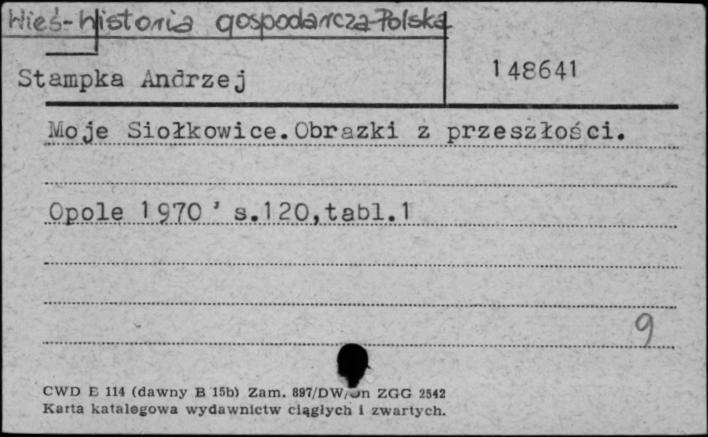 Wieś-historia gospodarcza-Polska
Stampka Andrzej
148641
Moje Siołkowice.Obrazki z przeszłości.
Opole 1970 ' s.120,tabl.1
9
CWD E 114 (dawny B 15b) Zam. 897/DW/Dn ZGG 2542
Karta katalogowa wydawnictw ciągłych i zwartych.